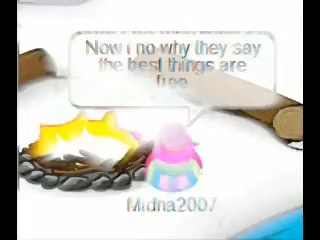 Now i no why they say
the best things are
free
Midna2007